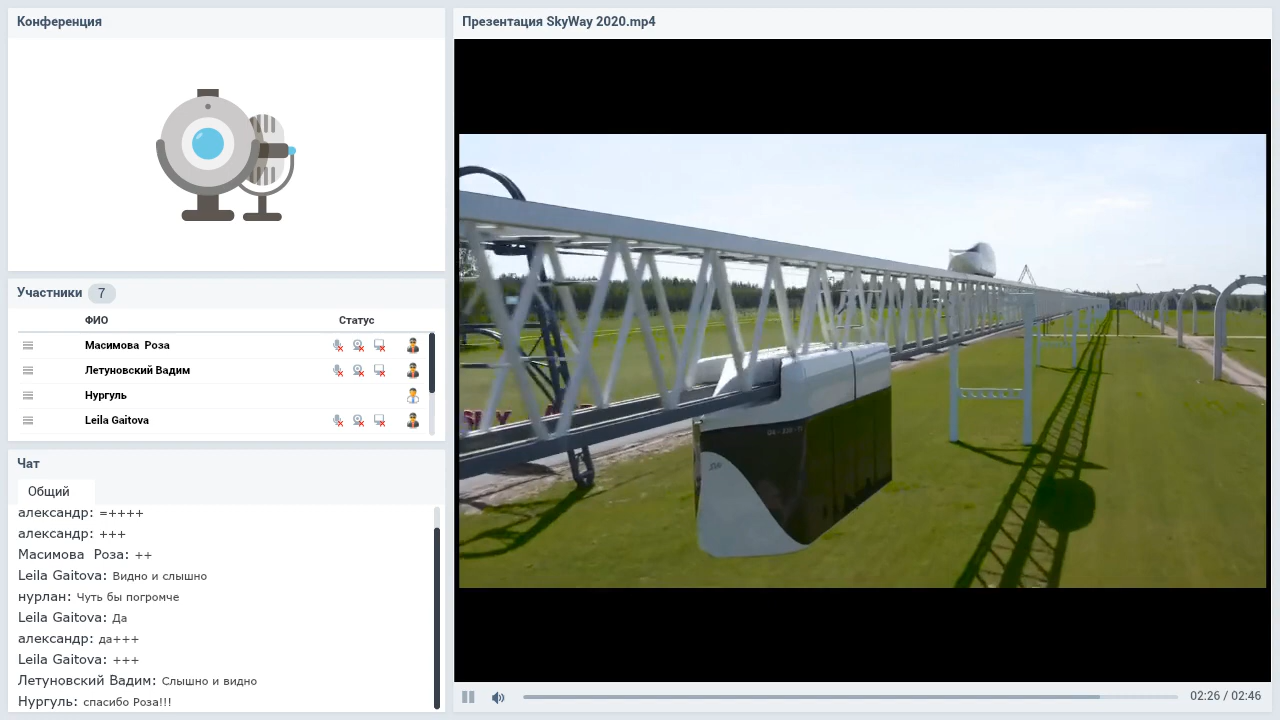 Конференция
Презентация SkyWay 2020.mp4
Участники 7
ФИО Статус
Масимова Роза
Летуновский Вадим
Нургуль
Leila Gaitova
Чат
Общий
александр: =++++
александр: +++
Масимова Роза: ++
Leila Gaitova: Видно и слышно
нурлан: Чуть бы погромче
Leila Gaitova: Да
александр: да+++
Leila Gaitova: +++
Летуновский Вадим: Слышно и видно
Нургуль: спасибо Роза!!!
02:26 / 02:46